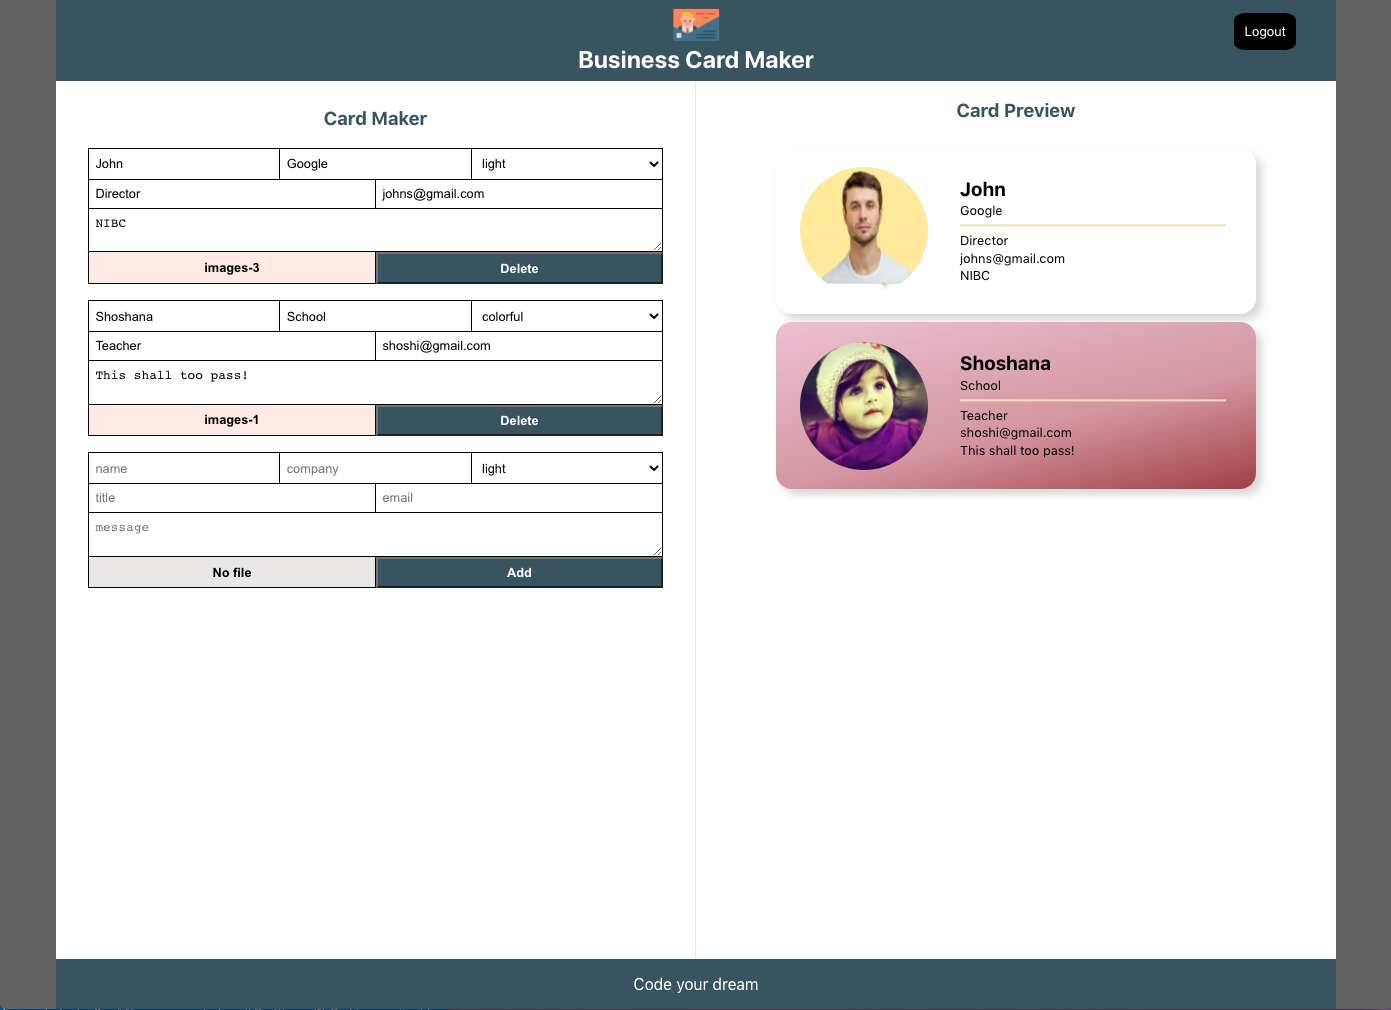 Business Card Maker
Logout
Card Maker
John Google light
Director johns@gmail.com
NIBC
images-3 Delete
Shoshana School colorful
Teacher shoshi@gmail.com
This shall too pass!
images-1 Delete
name company light
title email
message
No file Add
Card Preview
John
Google
Director
johns@gmail.com
NIBC
Shoshana
School
Teacher
shoshi@gmail.com
This shall too pass!
Code your dream